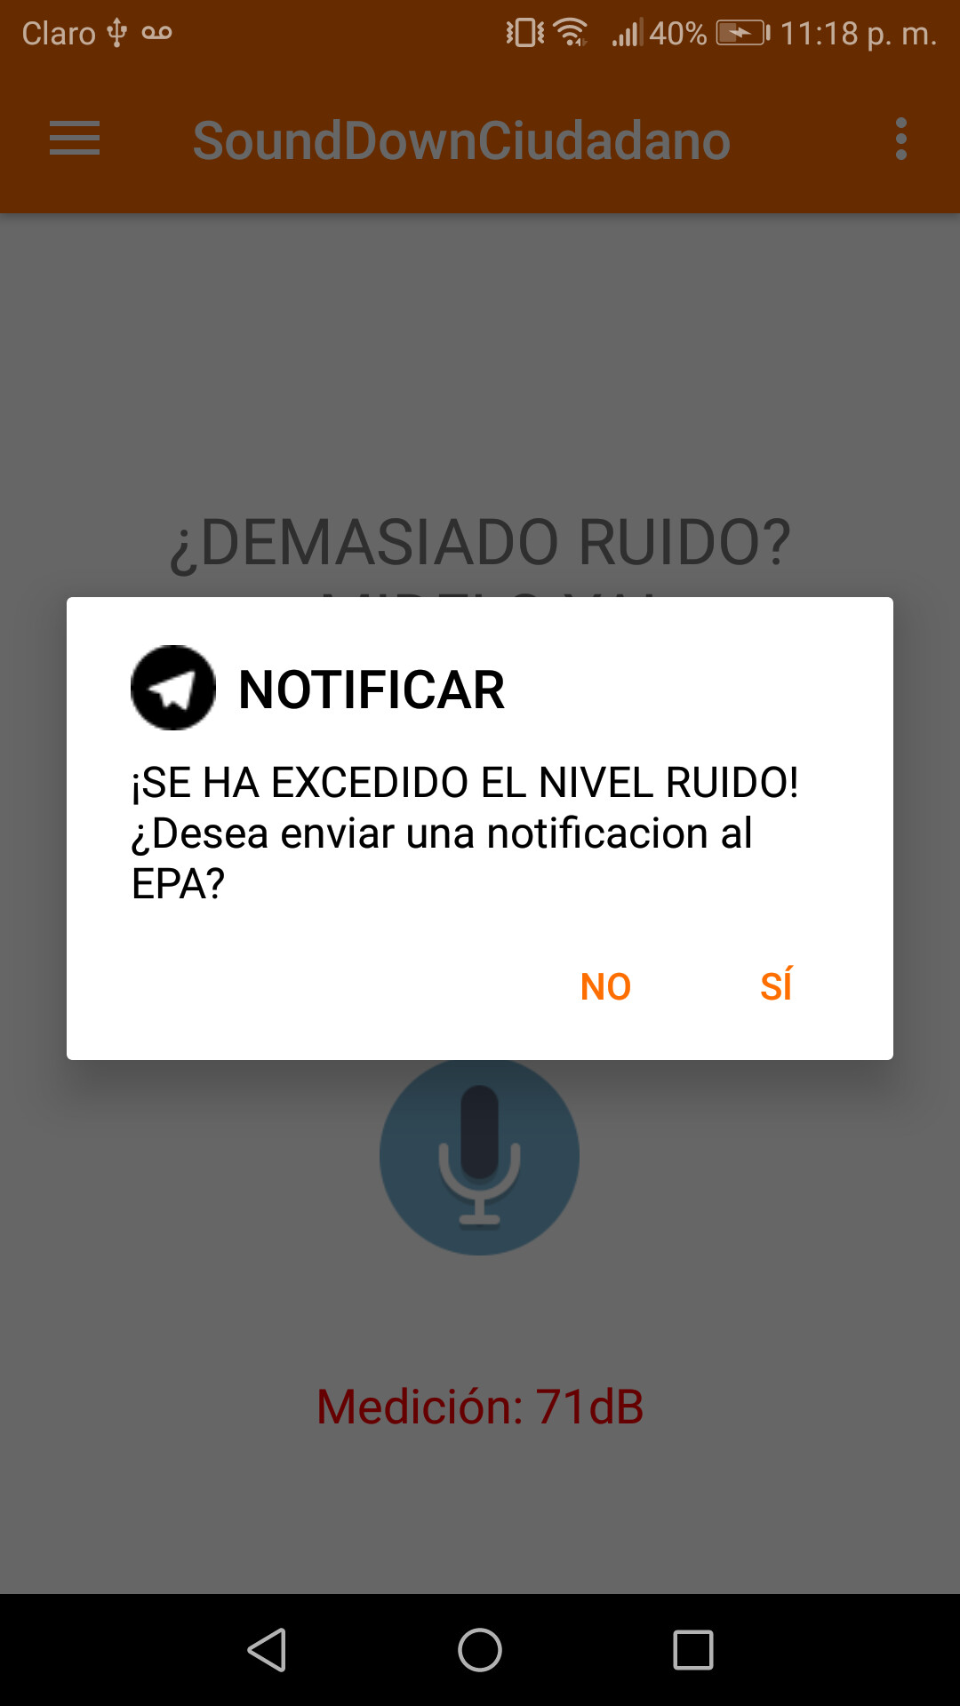 Claro 40% 11:18 p. m.
SoundDownCiudadano
¿DEMASIADO RUIDO?
NOTIFICAR
¡SE HA EXCEDIDO EL NIVEL RUIDO!
¿Desea enviar una notificacion al
EPA?
NO SÍ
Medición: 71dB